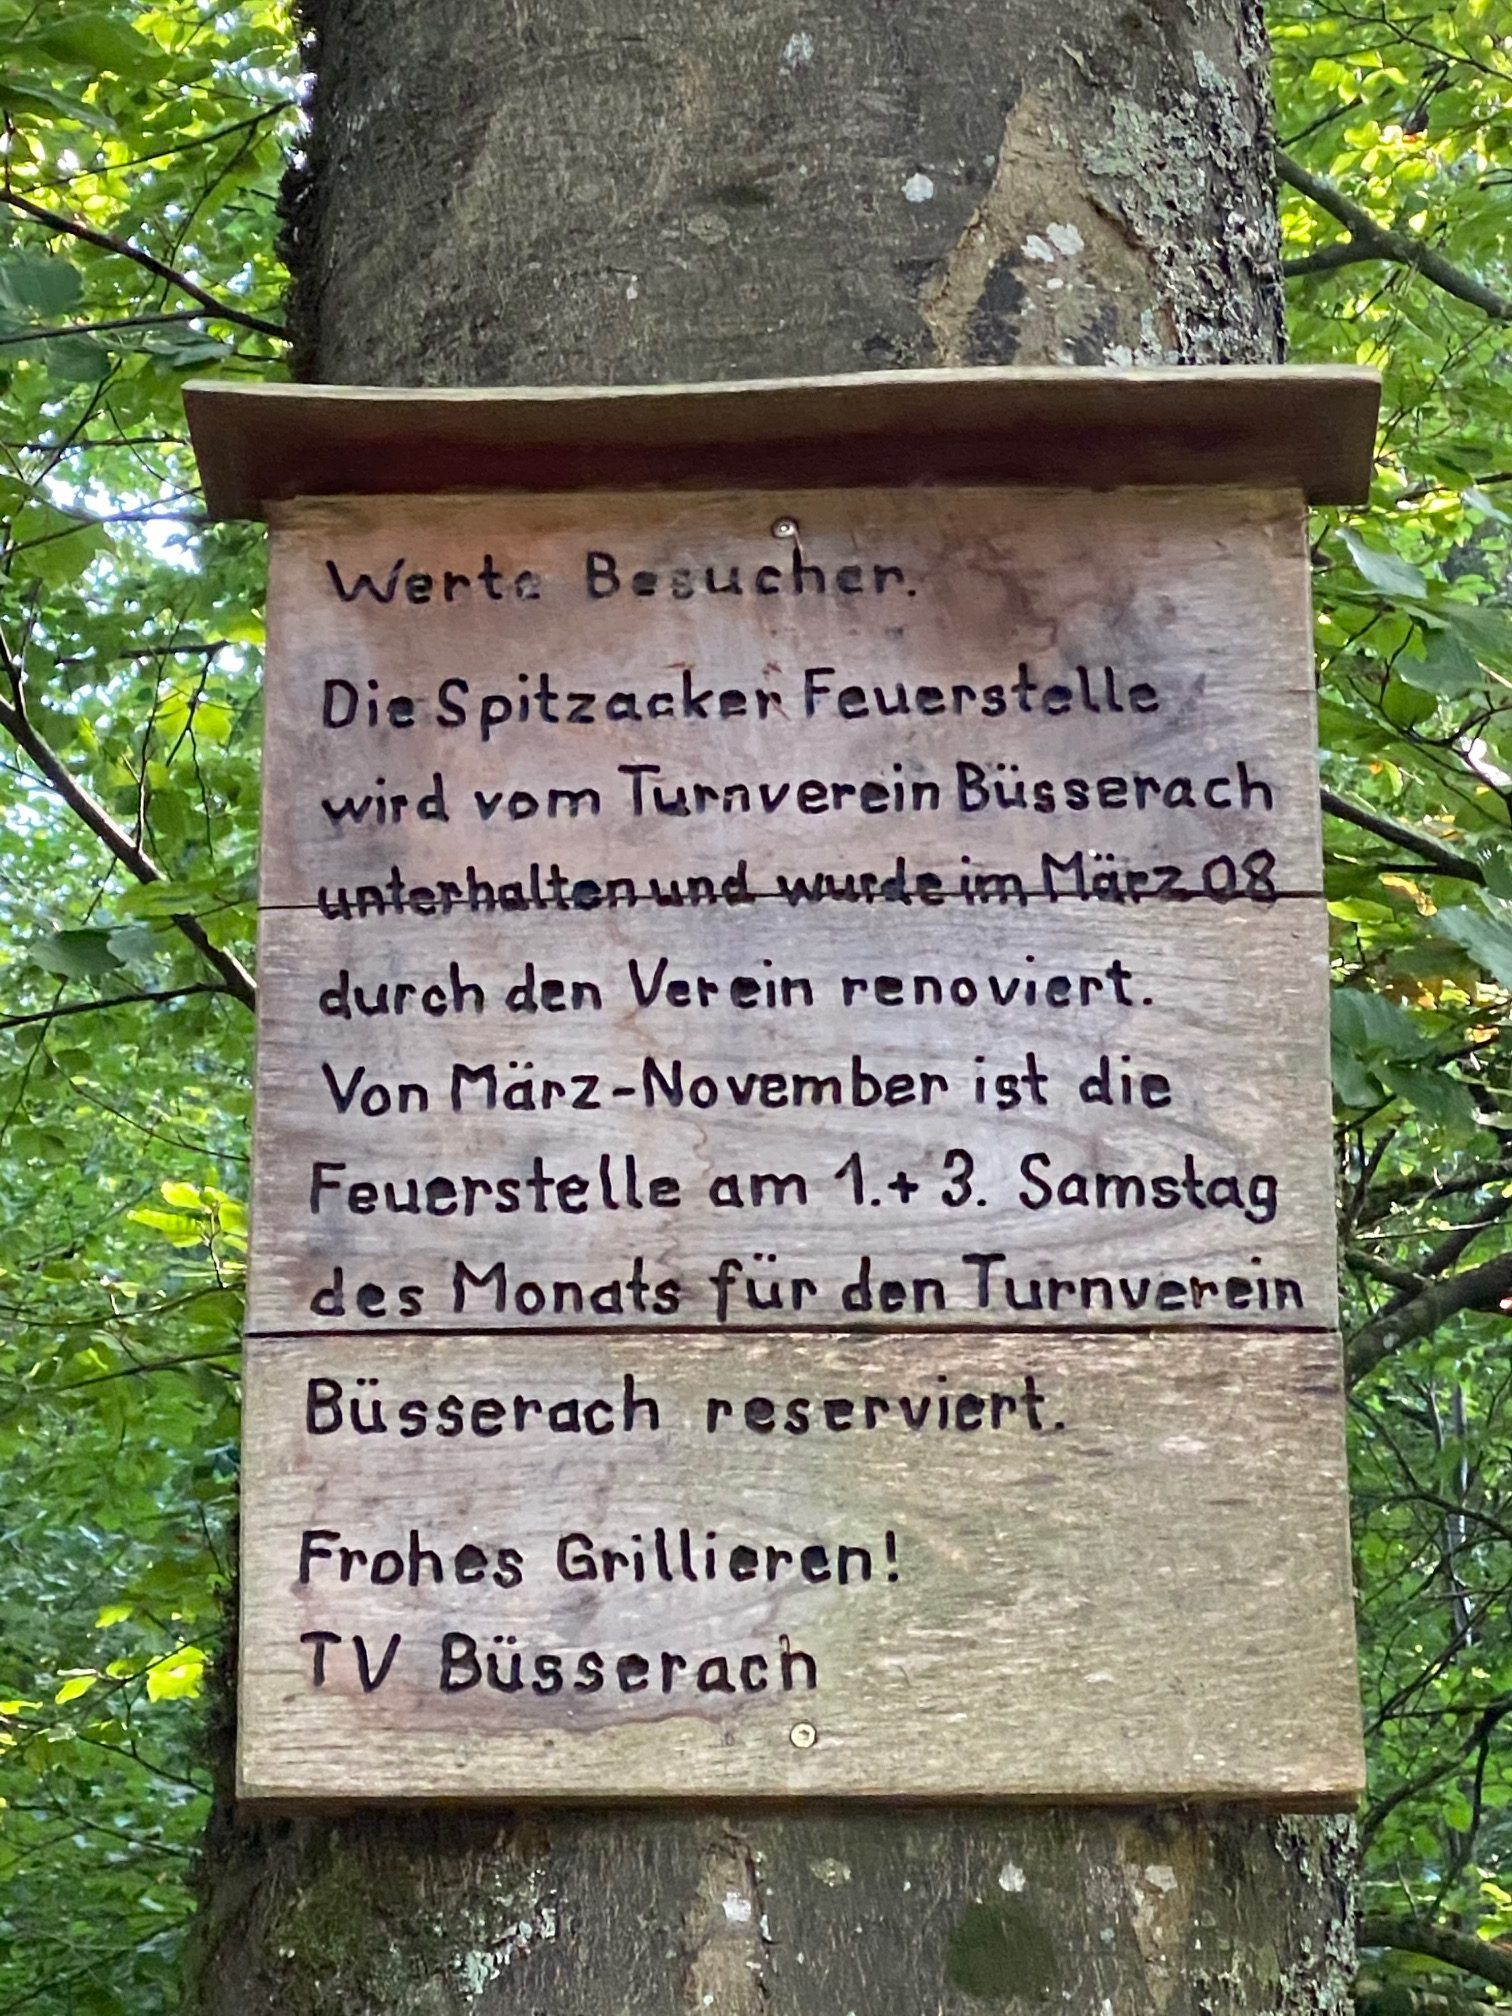 Werte Besucher.
Die Spitzacker Feuerstelle
wird vom Turnverein Büsserach
unterhalten und wurde im März 08
durch den Verein renoviert.
Von März-November ist die
Feuerstelle am 1.+ 3. Samstag
des Monats für den Turnverein
Büsserach reserviert.
Frohes Grillieren!
TV Büsserach